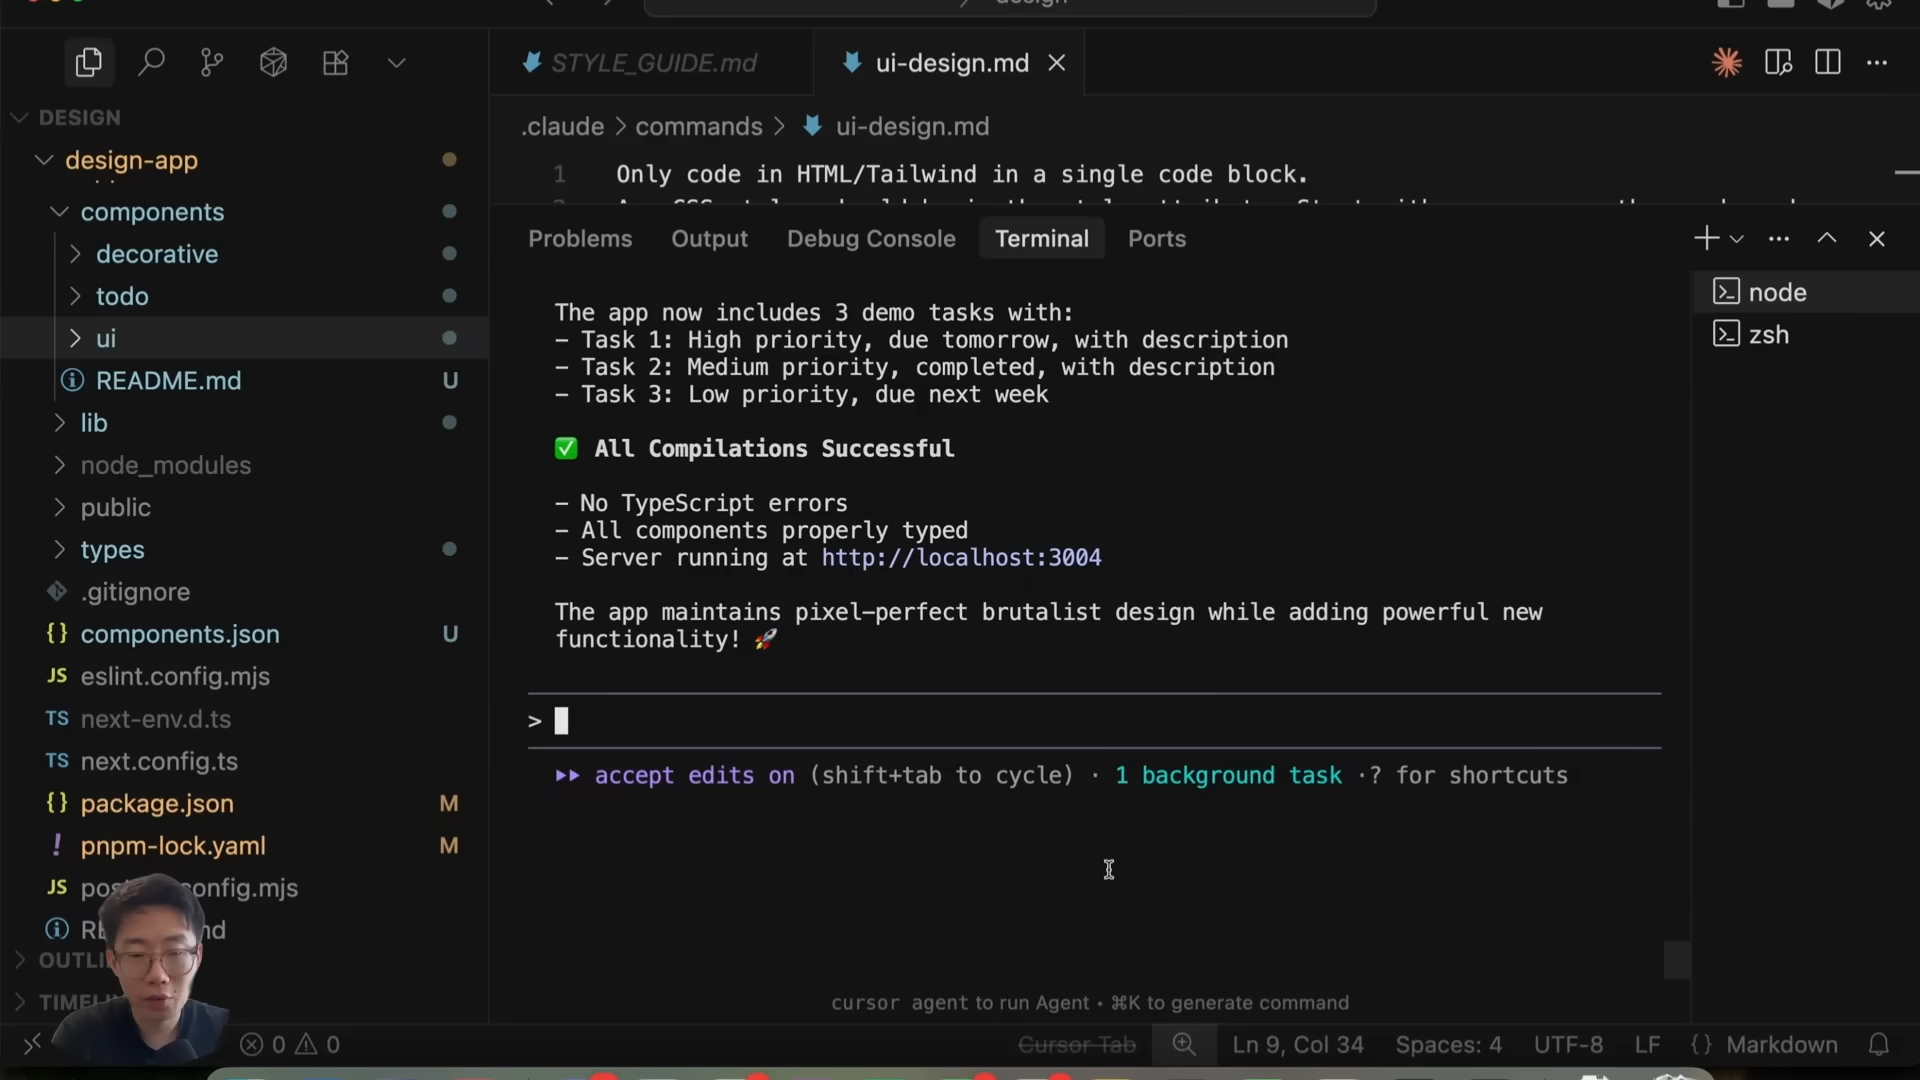 design
STYLE_GUIDE.md
ui-design.md
DESIGN
.claude > commands > ui-design.md
design-app
1 Only code in HTML/Tailwind in a single code block.
components
Problems Output Debug Console Terminal Ports
decorative
todo
node
ui
zsh
README.md U
lib
node_modules
public
types
.gitignore
components.json U
eslint.config.mjs
next-env.d.ts
next.config.ts
package.json M
pnpm-lock.yaml M
The app now includes 3 demo tasks with:
- Task 1: High priority, due tomorrow, with description
- Task 2: Medium priority, completed, with description
- Task 3: Low priority, due next week
✅ All Compilations Successful
- No TypeScript errors
- All components properly typed
- Server running at http://localhost:3004
The app maintains pixel-perfect brutalist design while adding powerful new
functionality! 🚀
>
accept edits on (shift+tab to cycle) · 1 background task ·? for shortcuts
cursor agent to run Agent • ⌘K to generate command
0 0
Cursor Tab Ln 9, Col 34 Spaces: 4 UTF-8 LF {} Markdown